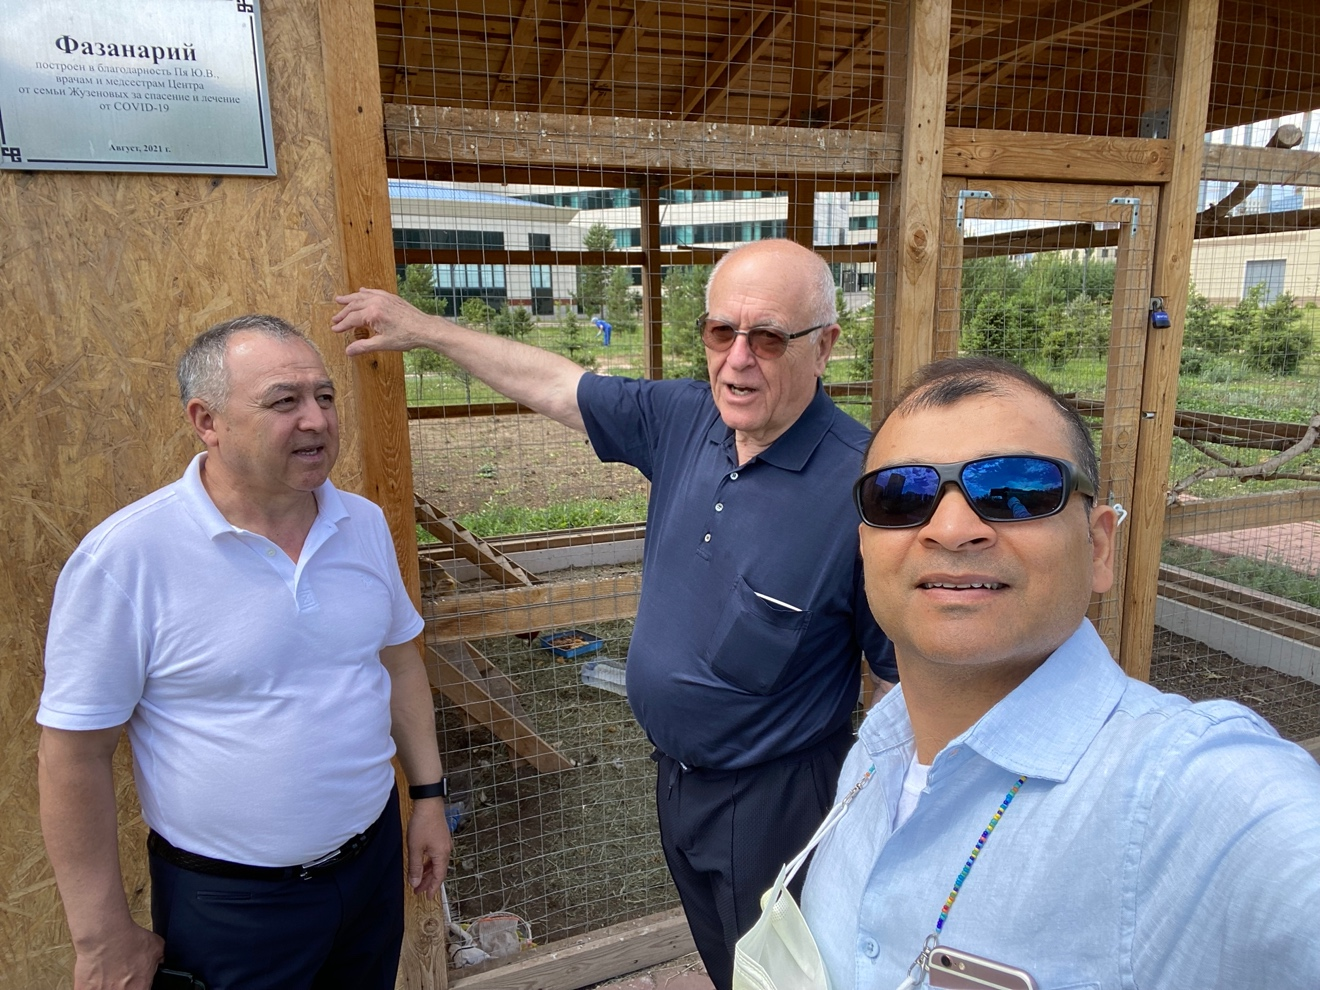 Фазанарий
построен в благодарность Пя Ю.В.,
врачам и медсестрам Центра
от семьи Жузеновых за спасение и лечение
от COVID-19
Август, 2021 г.